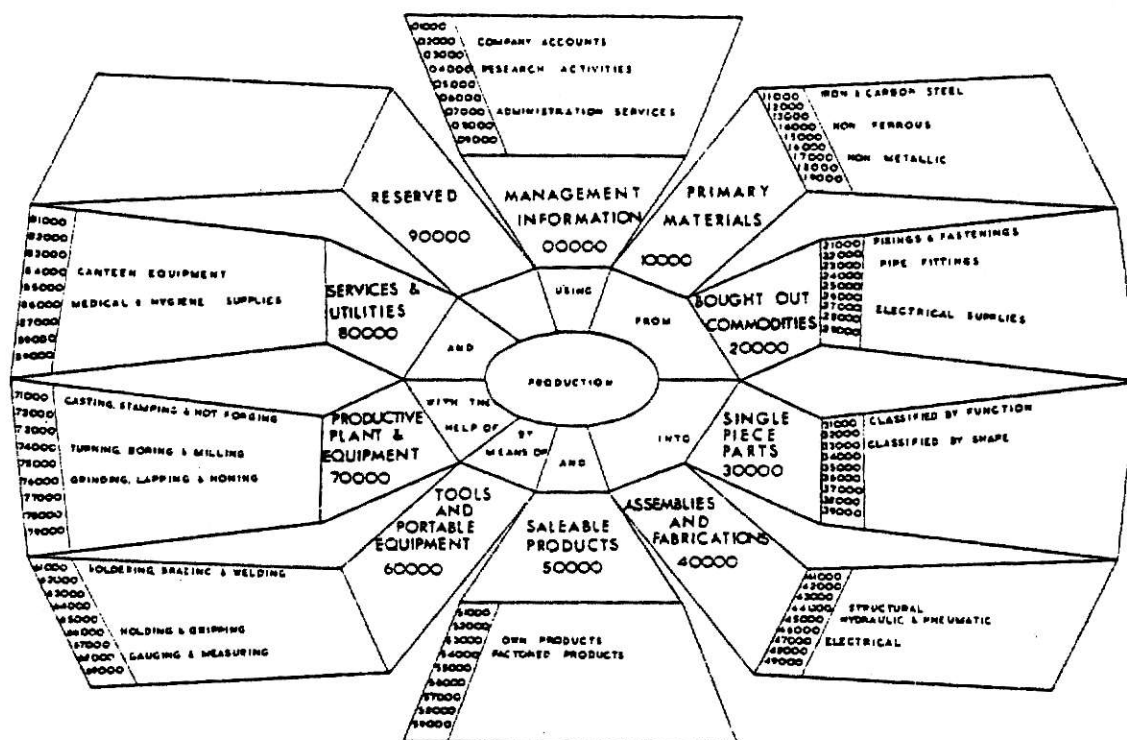 01000
02000
03000
04000
05000
06000
07000
08000
09000
COMPANY ACCOUNTS
RESEARCH ACTIVITIES
ADMINISTRATION SERVICES
MANAGEMENT
INFORMATION
00000
USING
12000
16000
17000
18000
19000
IRON & CARBON STEEL
NON FERROUS
NON METALLIC
PRIMARY
MATERIALS
10000
FROM
21000
22000
23000
24000
25000
26000
27000
28000
FIXINGS & FASTENINGS
PIPE FITTINGS
ELECTRICAL SUPPLIES
BOUGHT OUT
COMMODITIES
20000
PRODUCTION
31000
32000
33000
34000
35000
36000
37000
38000
39000
CLASSIFIED BY FUNCTION
CLASSIFIED BY SHAPE
SINGLE
PIECE
PARTS
30000
INTO
41000
42000
43000
44000
45000
46000
47000
48000
49000
STRUCTURAL
HYDRAULIC & PNEUMATIC
ELECTRICAL
ASSEMBLIES
AND
FABRICATIONS
40000
AND
SALEABLE
PRODUCTS
50000
51000
52000
53000
54000
55000
56000
57000
58000
59000
OWN PRODUCTS
FACTORED PRODUCTS
BY
MEANS OF
TOOLS
AND
PORTABLE
EQUIPMENT
60000
61000
62000
63000
64000
65000
66000
67000
68000
69000
SOLDERING, BRAZING & WELDING
HOLDING & GRIPPING
GAUGING & MEASURING
WITH THE
HELP OF
PRODUCTIVE
PLANT &
EQUIPMENT
70000
71000
73000
74000
75000
76000
77000
78000
79000
CASTING, STAMPING & HOT FORGING
TURNING, BORING & MILLING
GRINDING, LAPPING & HONING
AND
SERVICES &
UTILITIES
80000
81000
83000
84000
85000
86000
87000
CANTEEN EQUIPMENT
MEDICAL & HYGIENE SUPPLIES
RESERVED
90000